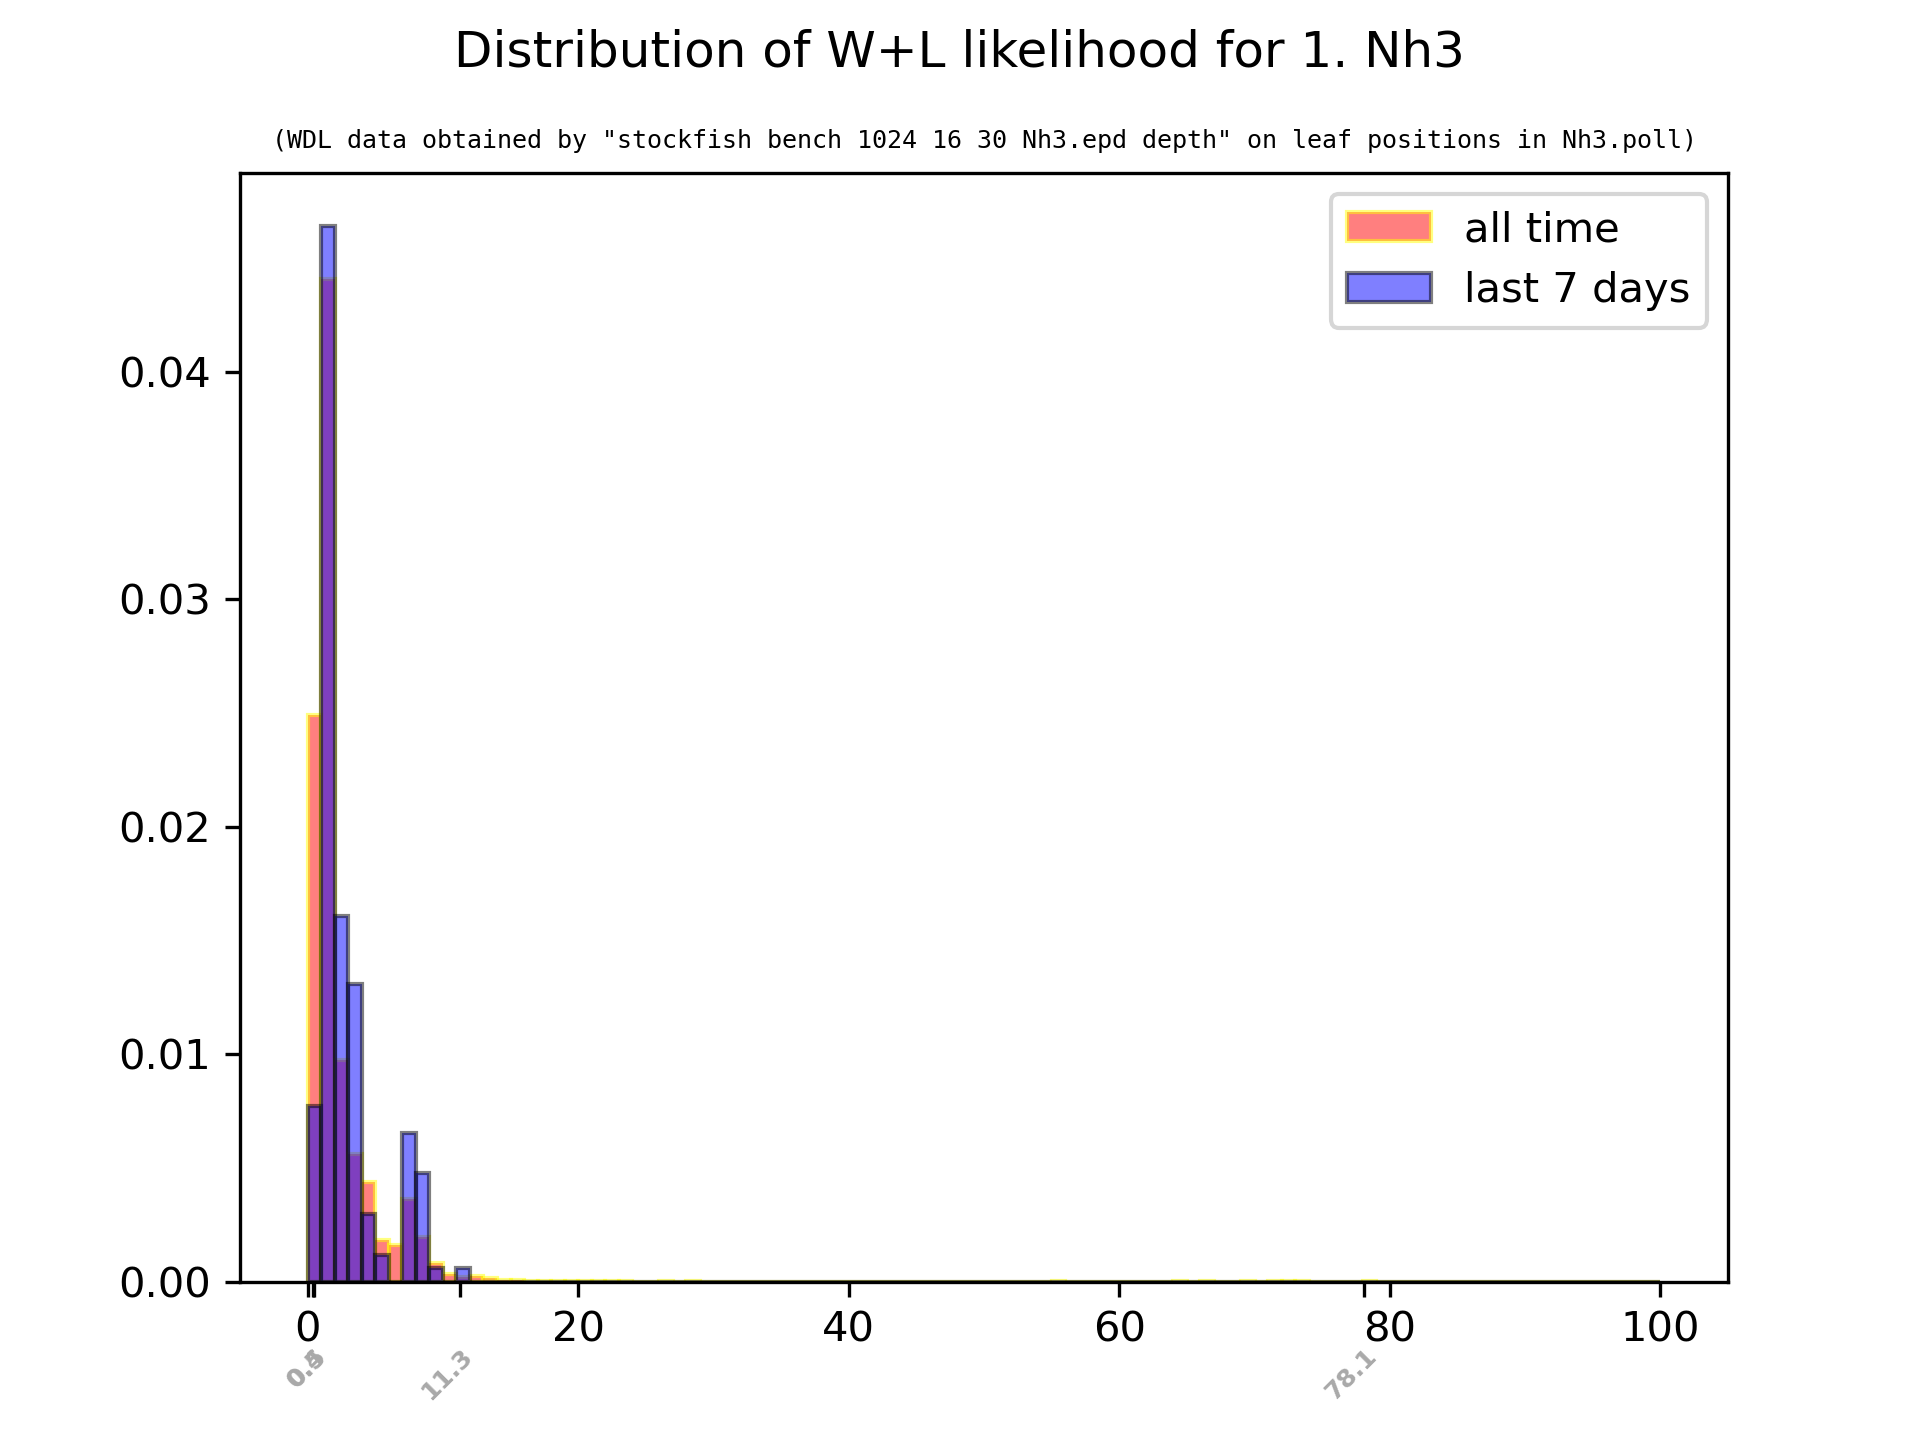 Distribution of W+L likelihood for 1. Nh3
(WDL data obtained by "stockfish bench 1024 16 30 Nh3.epd depth" on leaf positions in Nh3.poll)
all time
last 7 days
0.04
0.03
0.02
0.01
0.00
0 20 40 60 80 100
11.3 78.1